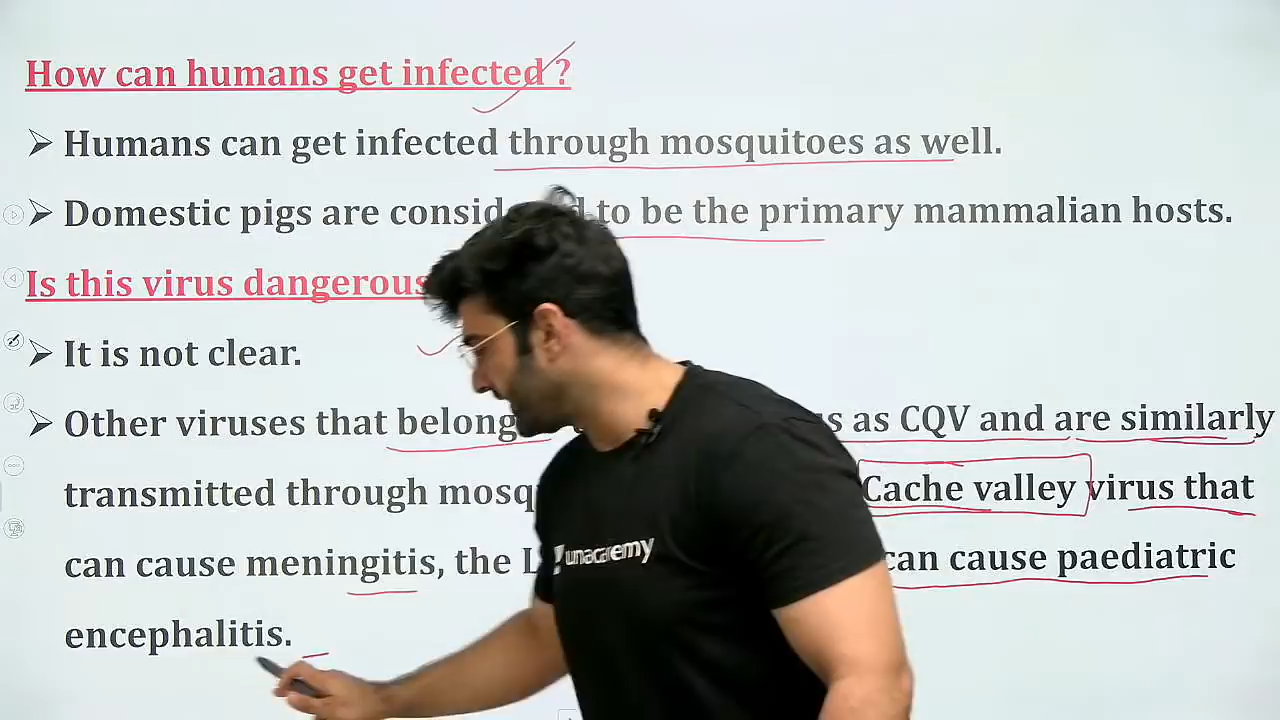 How can humans get infected ?
➢ Humans can get infected through mosquitoes as well.
➢ Domestic pigs are considered to be the primary mammalian hosts.
Is this virus dangerous
➢ It is not clear.
➢ Other viruses that belong as CQV and are similarly
transmitted through Cache valley virus that
can cause meningitis, the can cause paediatric
encephalitis.
unacademy